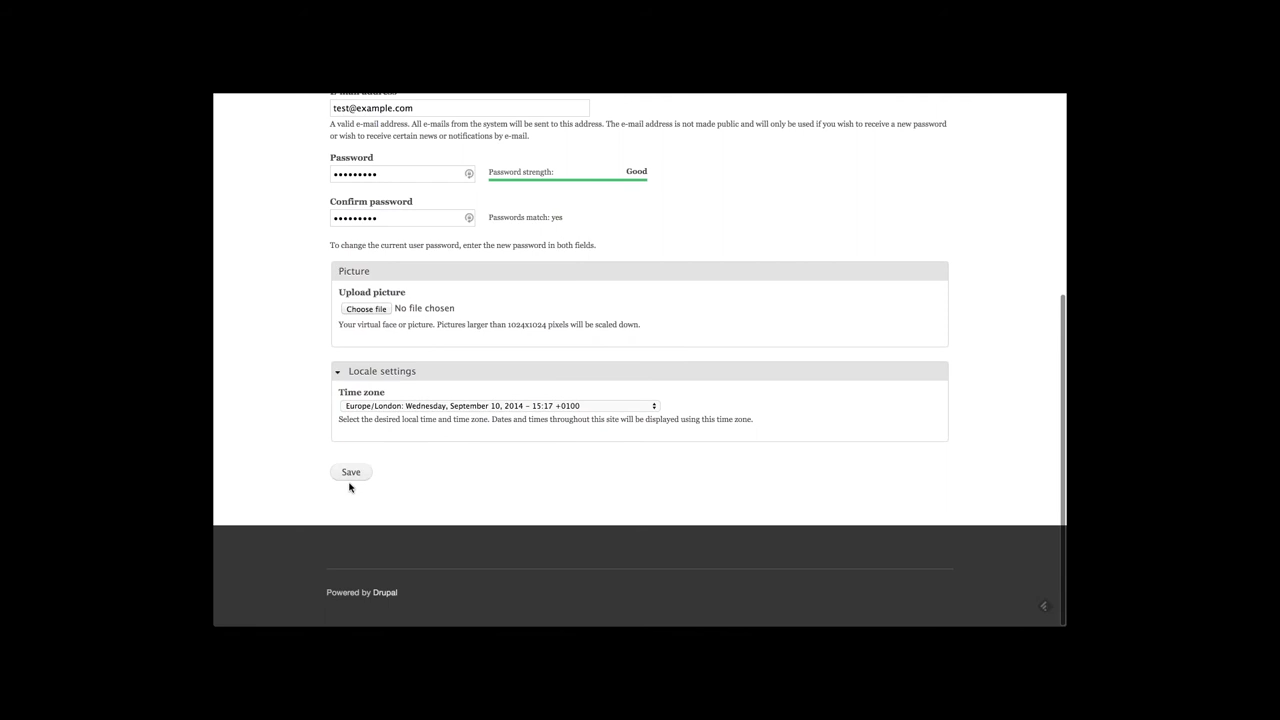 test@example.com
A valid e-mail address. All e-mails from the system will be sent to this address. The e-mail address is not made public and will only be used if you wish to receive a new password
or wish to receive certain news or notifications by e-mail.
Password
•••••••••
Password strength:
Good
Confirm password
•••••••••
Passwords match: yes
To change the current user password, enter the new password in both fields.
Picture
Upload picture
Choose file No file chosen
Your virtual face or picture. Pictures larger than 1024x1024 pixels will be scaled down.
Locale settings
Time zone
Europe/London: Wednesday, September 10, 2014 - 15:17 +0100
Select the desired local time and time zone. Dates and times throughout this site will be displayed using this time zone.
Save
Powered by Drupal